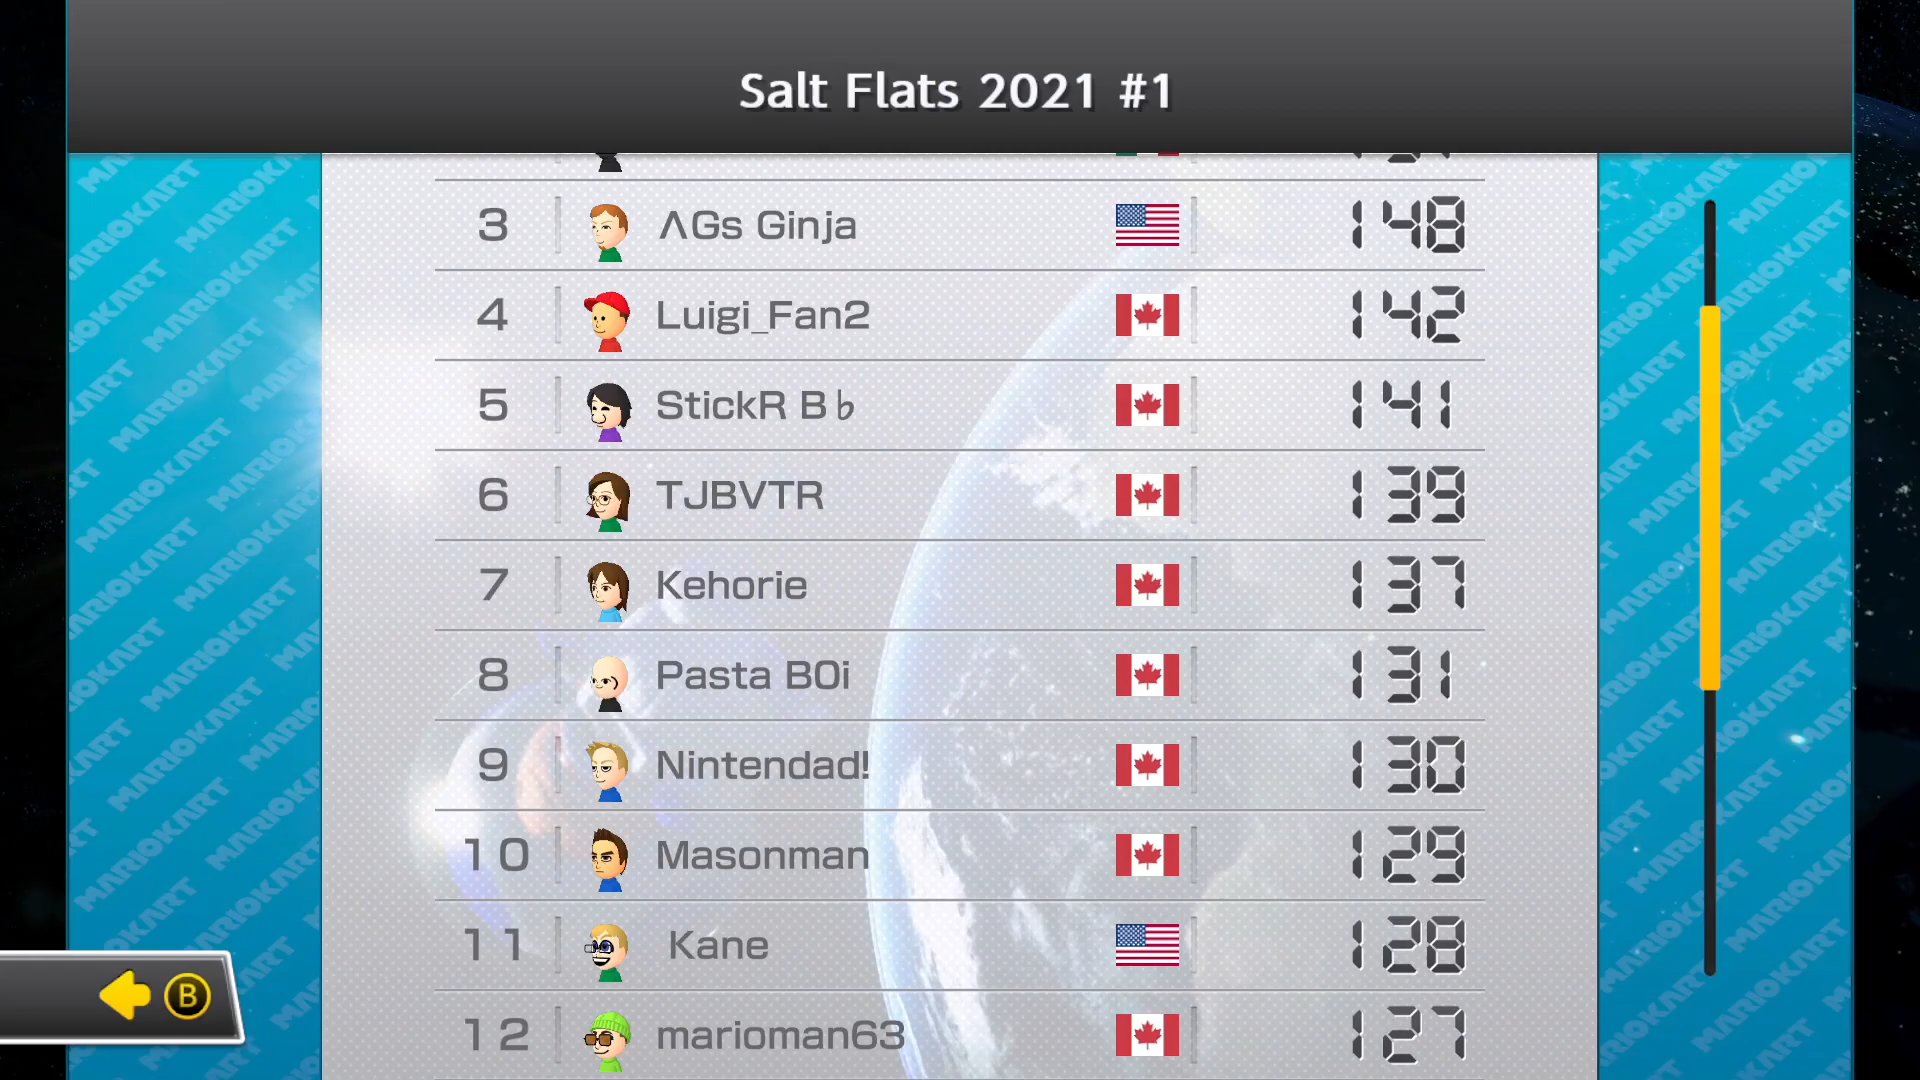 Salt Flats 2021 #1
3 ΛGs Ginja 148
4 Luigi_Fan2 142
5 StickR B♭ 141
6 TJBVTR 139
7 Kehorie 137
8 Pasta B0i 131
9 Nintendad! 130
10 Masonman 129
11 Kane 128
12 marioman63 127
B
MARIOKART